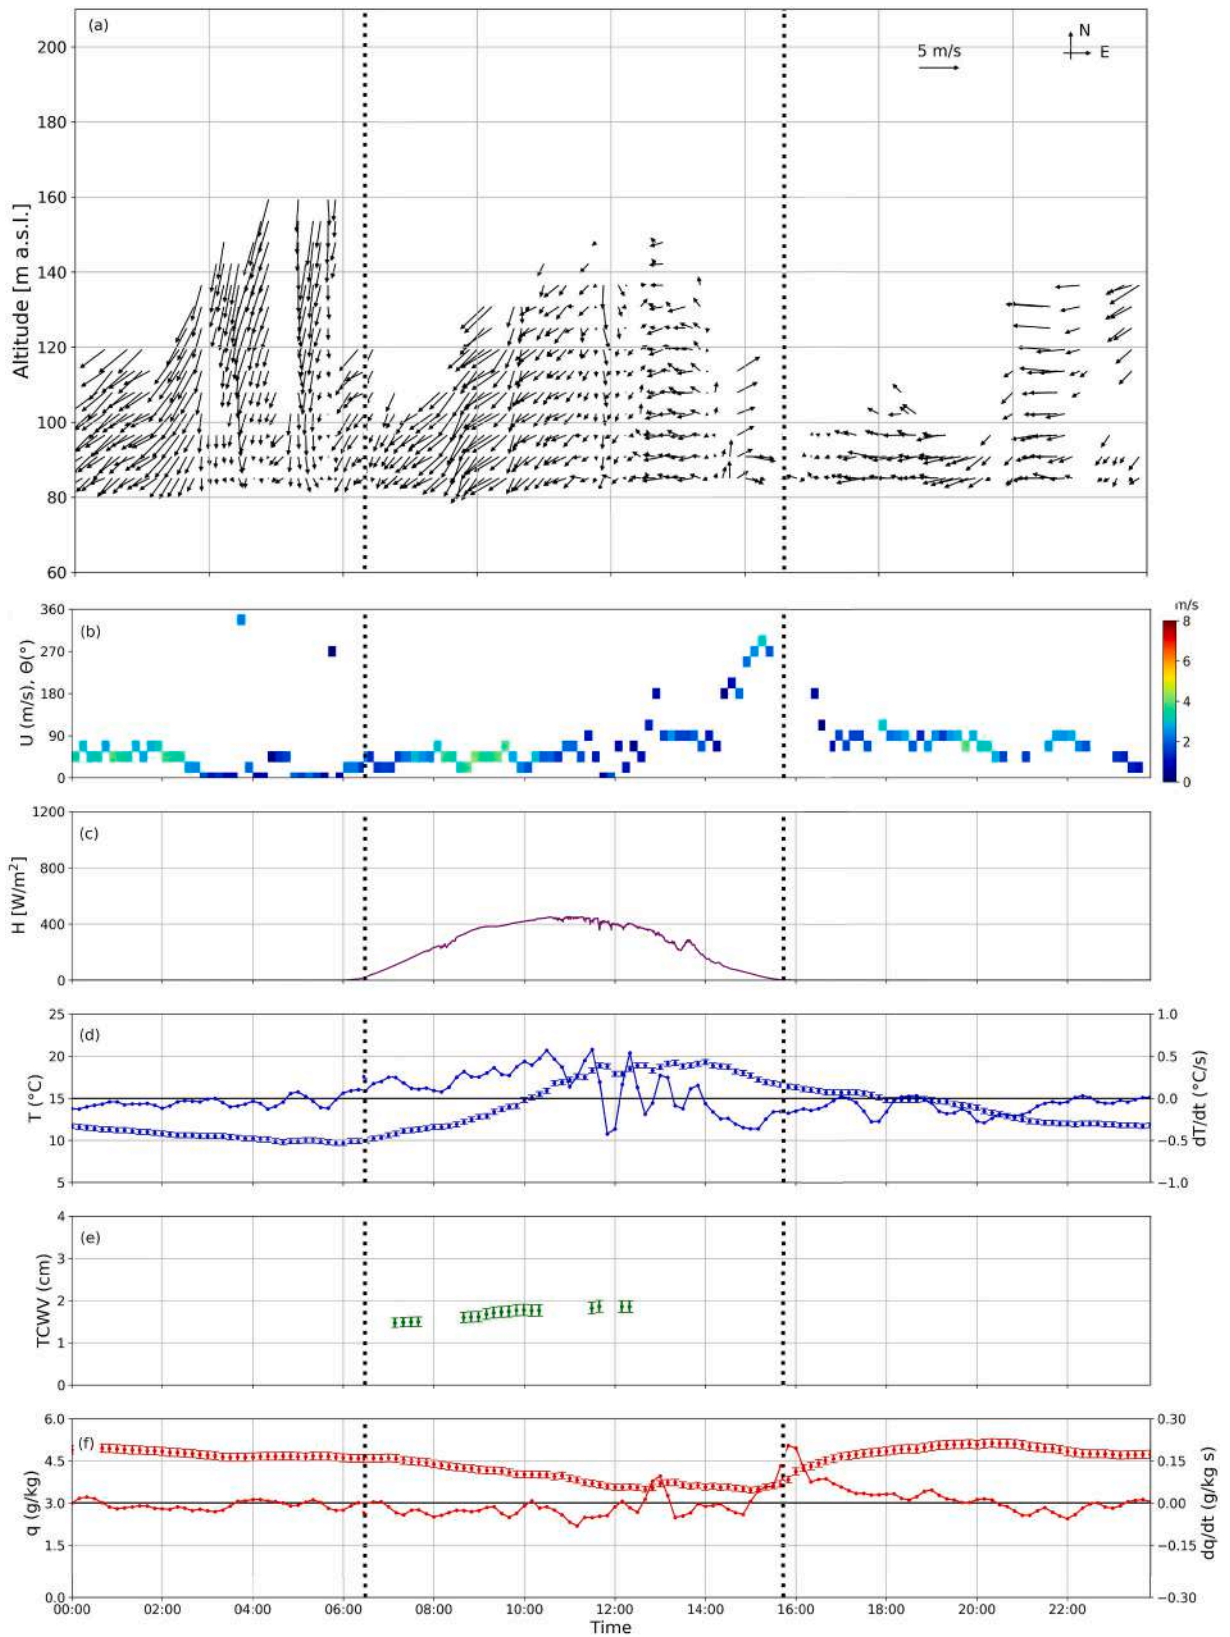 (a)
N
E
5 m/s
200
180
160
140
120
100
80
60
Altitude [m a.s.l.]
m/s
(b)
360
270
180
90
0
U (m/s), Θ(°)
8
6
4
2
0
(c)
1200
800
400
0
H [W/m²]
(d)
25
20
15
10
5
T (°C)
1.0
0.5
0.0
−0.5
−1.0
dT/dt (°C/s)
(e)
4
3
2
1
0
TCWV (cm)
(f)
6.0
4.5
3.0
1.5
0.0
q (g/kg)
0.30
0.15
0.00
−0.15
−0.30
dq/dt (g/kg s)
00:00 02:00 04:00 06:00 08:00 10:00 12:00 14:00 16:00 18:00 20:00 22:00
Time